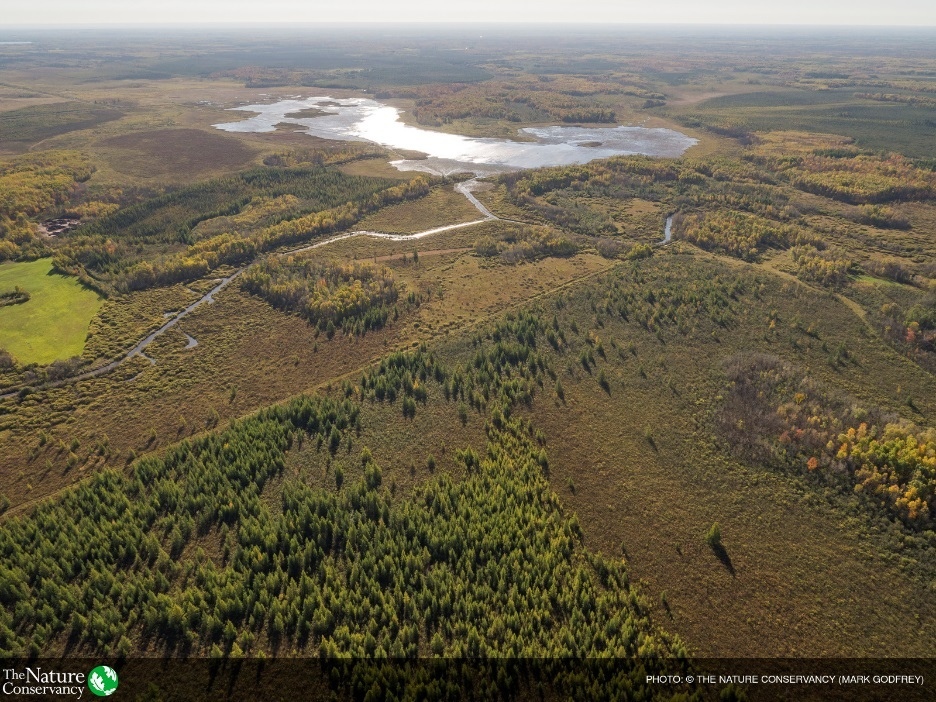 The Nature
Conservancy
PHOTO: © THE NATURE CONSERVANCY (MARK GODFREY)